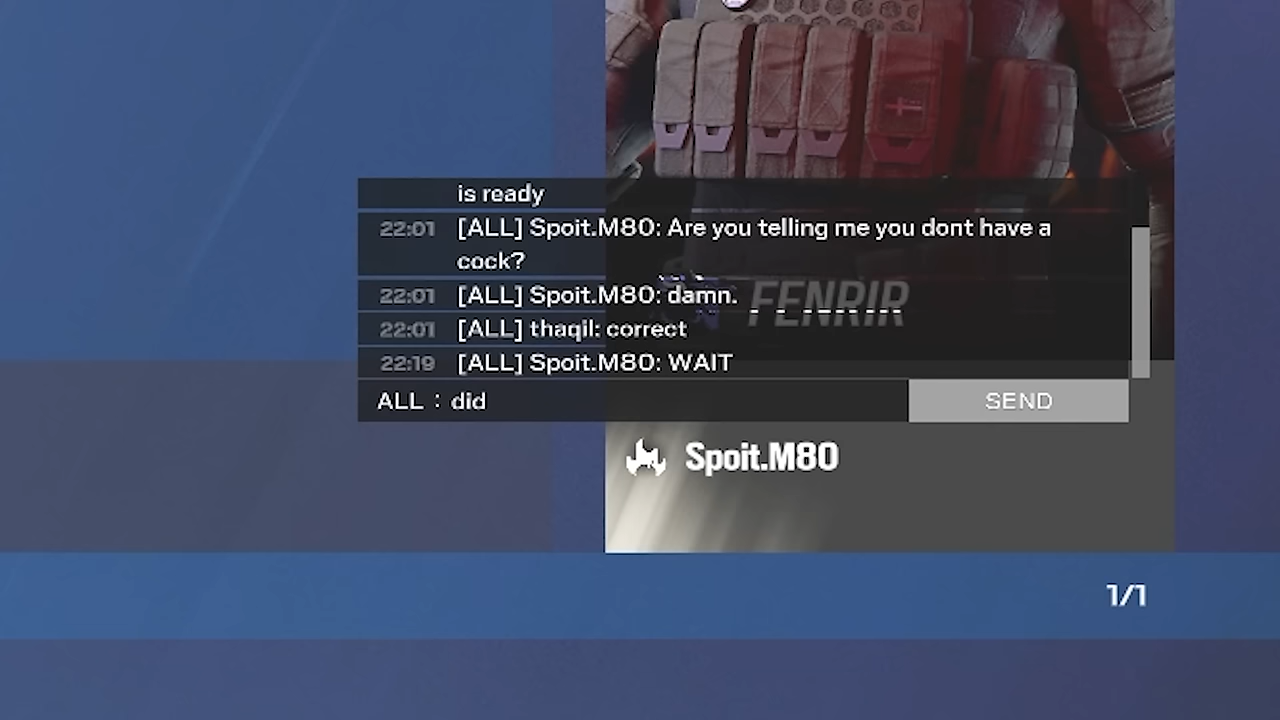 is ready
22:01 [ALL] Spoit.M80: Are you telling me you dont have a
cock?
22:01 [ALL] Spoit.M80: damn.
FENRIR
22:01 [ALL] thaqil: correct
22:19 [ALL] Spoit.M80: WAIT
ALL : did
SEND
Spoit.M80
1/1